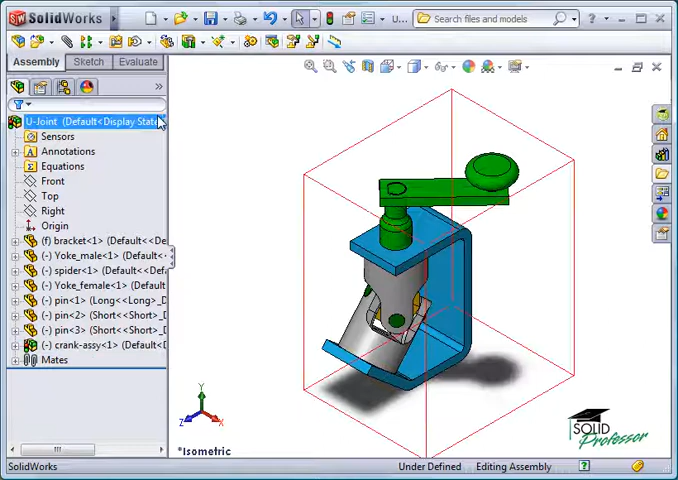 SolidWorks
U...
Search files and models
?
Assembly
Sketch
Evaluate
»
U-Joint (Default<Display State
Sensors
A Annotations
Σ Equations
Front
Top
Right
Origin
(f) bracket<1> (Default<<De
(-) Yoke_male<1> (Default<
(-) spider<1> (Default<<Def
(-) Yoke_female<1> (Default
(-) pin<1> (Long<<Long>_D
(-) pin<2> (Short<<Short>_D
(-) pin<3> (Short<<Short>_D
(-) crank-assy<1> (Default<D
Mates
Y
Z X
*Isometric
SOLID
Professor
SolidWorks
Under Defined
Editing Assembly
?